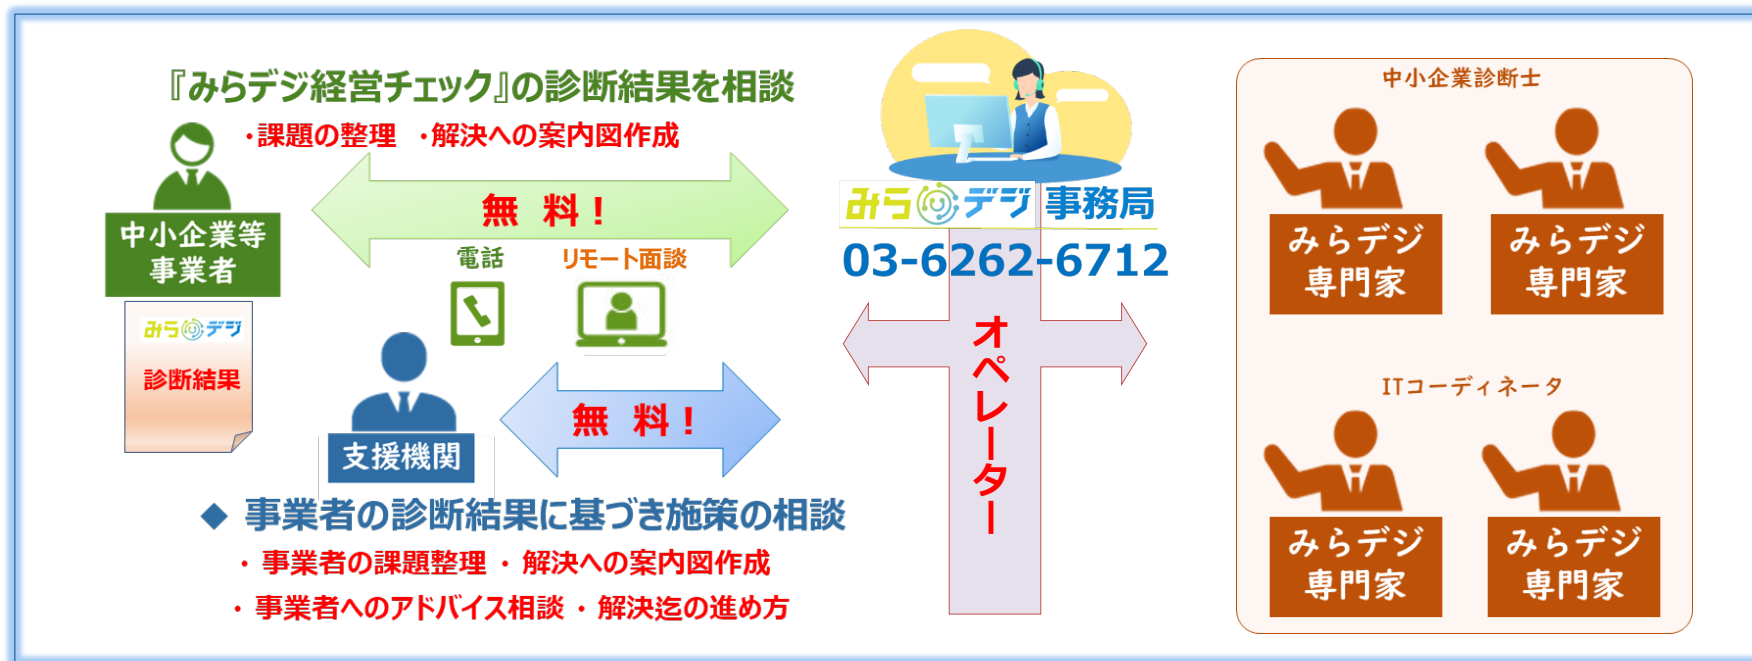 『みらデジ経営チェック』の診断結果を相談
・課題の整理 ・解決への案内図作成
無 料！
中小企業等
事業者
電話
リモート面談
みらデジ
診断結果
支援機関
無 料！
◆ 事業者の診断結果に基づき施策の相談
・ 事業者の課題整理 ・ 解決への案内図作成
・ 事業者へのアドバイス相談 ・ 解決迄の進め方
みらデジ 事務局
03-6262-6712
オペレーター
中小企業診断士
みらデジ
専門家
みらデジ
専門家
ITコーディネータ
みらデジ
専門家
みらデジ
専門家